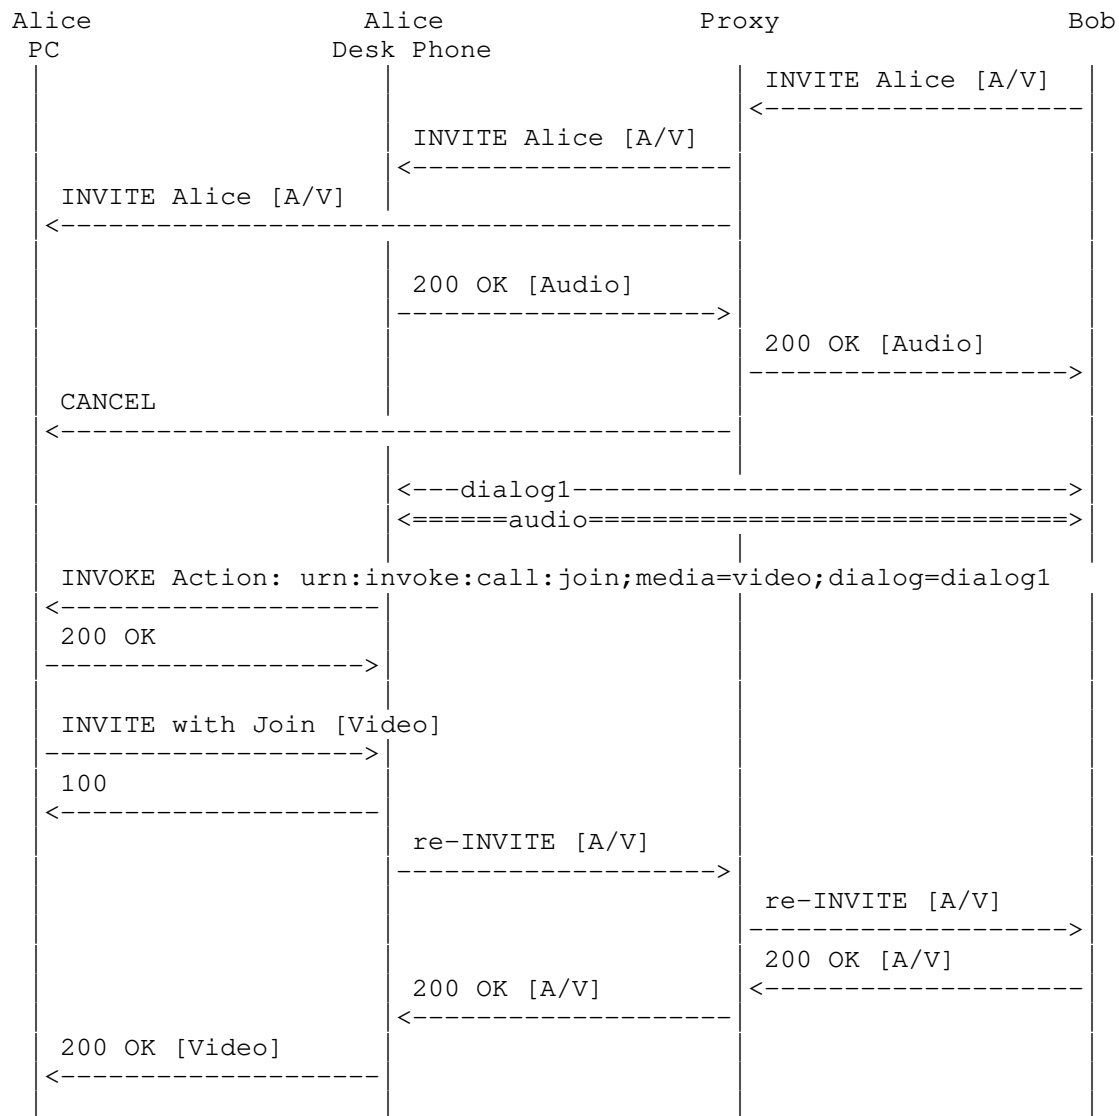 Alice Alice Proxy Bob
PC Desk Phone
INVITE Alice [A/V]
INVITE Alice [A/V]
INVITE Alice [A/V]
200 OK [Audio]
200 OK [Audio]
CANCEL
dialog1
audio
INVOKE Action: urn:invoke:call:join;media=video;dialog=dialog1
200 OK
INVITE with Join [Video]
100
re-INVITE [A/V]
re-INVITE [A/V]
200 OK [A/V]
200 OK [A/V]
200 OK [Video]